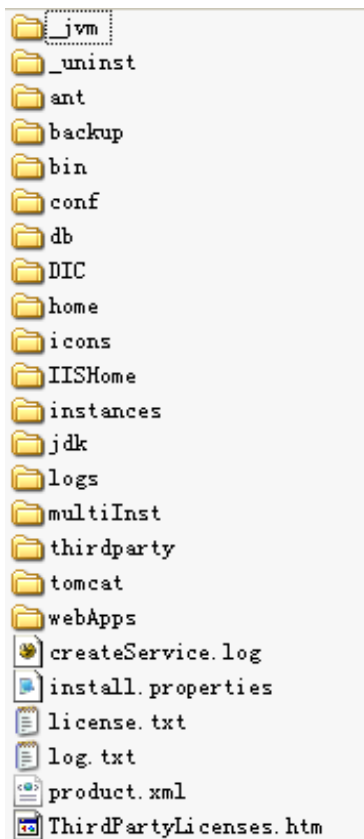 _jvm
_uninst
ant
backup
bin
conf
db
DIC
home
icons
IISHome
instances
jdk
logs
multiInst
thirdparty
tomcat
webApps
createService.log
install.properties
license.txt
log.txt
product.xml
ThirdPartyLicenses.htm